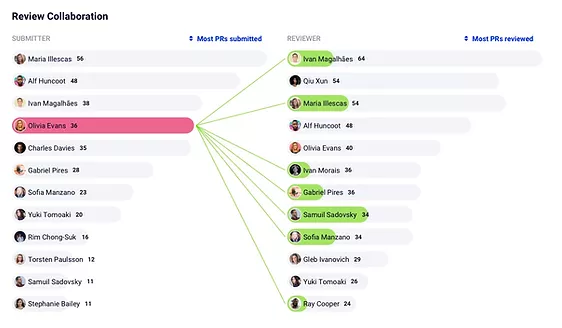 Review Collaboration
SUBMITTER
Most PRs submitted
Maria Illescas 56
Alf Huncoot 48
Ivan Magalhães 38
Olivia Evans 36
Charles Davies 35
Gabriel Pires 28
Sofia Manzano 23
Yuki Tomoaki 20
Rim Chong-Suk 16
Torsten Paulsson 12
Samuil Sadovsky 11
Stephanie Bailey 11
REVIEWER
Most PRs reviewed
Ivan Magalhães 64
Qiu Xun 54
Maria Illescas 54
Alf Huncoot 48
Olivia Evans 40
Ivan Morais 36
Gabriel Pires 36
Samuil Sadovsky 34
Sofia Manzano 34
Gleb Ivanovich 29
Yuki Tomoaki 26
Ray Cooper 24